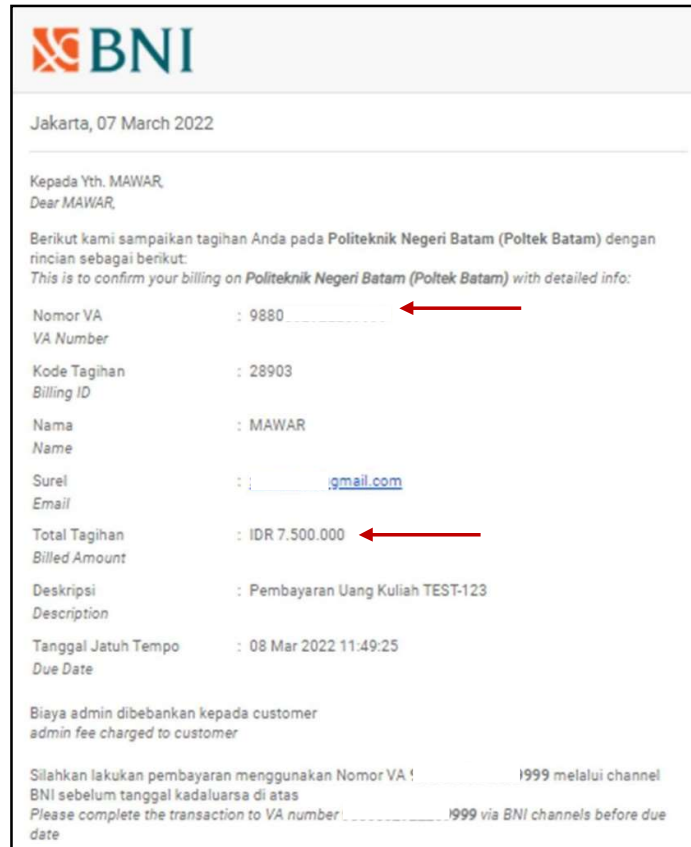 BNI
Jakarta, 07 March 2022
Kepada Yth. MAWAR,
Dear MAWAR,
Berikut kami sampaikan tagihan Anda pada Politeknik Negeri Batam (Poltek Batam) dengan
rincian sebagai berikut:
This is to confirm your billing on Politeknik Negeri Batam (Poltek Batam) with detailed info:
Nomor VA : 9880
VA Number
Kode Tagihan : 28903
Billing ID
Nama : MAWAR
Name
Surel : gmail.com
Email
Total Tagihan : IDR 7.500.000
Billed Amount
Deskripsi : Pembayaran Uang Kuliah TEST-123
Description
Tanggal Jatuh Tempo : 08 Mar 2022 11:49:25
Due Date
Biaya admin dibebankan kepada customer
admin fee charged to customer
Silahkan lakukan pembayaran menggunakan Nomor VA 9999 melalui channel
BNI sebelum tanggal kadaluarsa di atas
Please complete the transaction to VA number 9999 via BNI channels before due
date